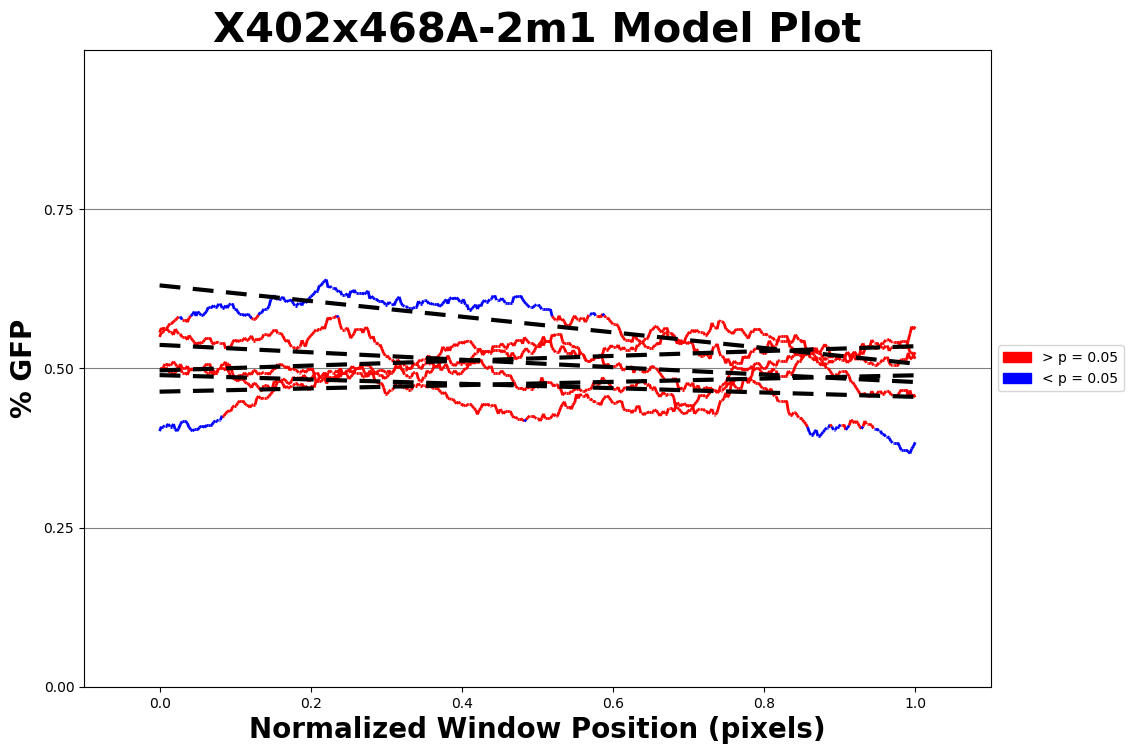 X402x468A-2m1 Model Plot
% GFP
0.75
0.50
0.25
0.00
0.0 0.2 0.4 0.6 0.8 1.0
Normalized Window Position (pixels)
> p = 0.05
< p = 0.05